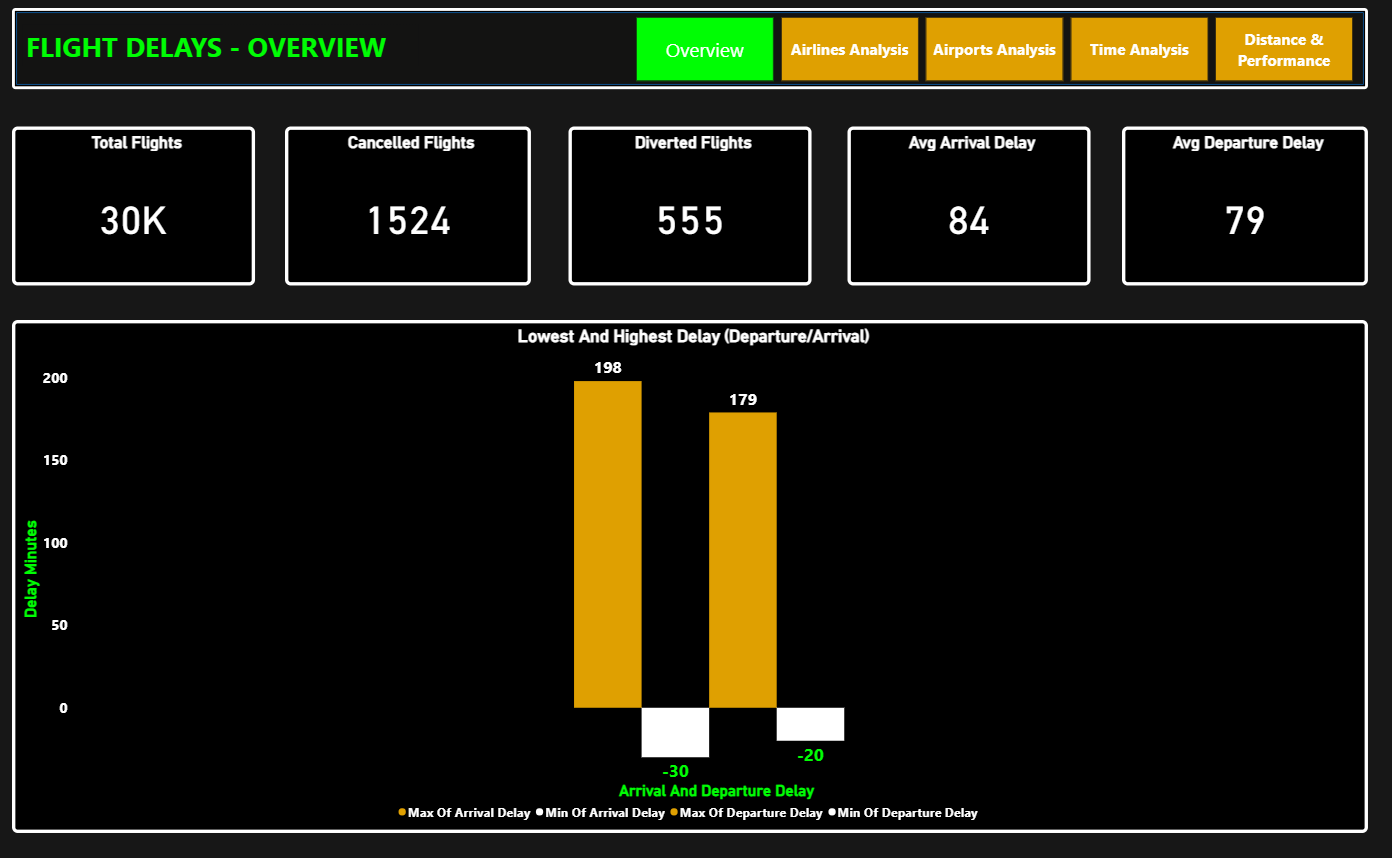 FLIGHT DELAYS - OVERVIEW
Overview
Airlines Analysis
Airports Analysis
Time Analysis
Distance &
Performance
Total Flights
30K
Cancelled Flights
1524
Diverted Flights
555
Avg Arrival Delay
84
Avg Departure Delay
79
Lowest And Highest Delay (Departure/Arrival)
Delay Minutes
200
150
100
50
0
198
179
-30
-20
Arrival And Departure Delay
Max Of Arrival Delay Min Of Arrival Delay Max Of Departure Delay Min Of Departure Delay